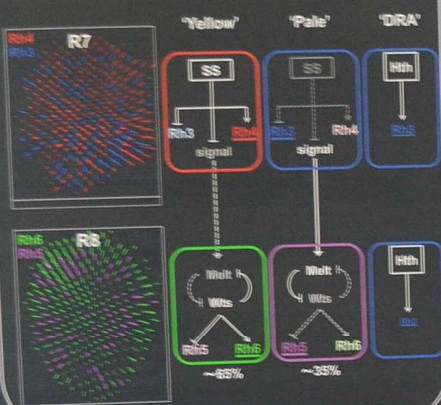 "Yellow" "Pale" "DRA"
Rh4
Rh3
R7
SS
Rh3 Rh4
signal
SS
Rh3 Rh4
signal
Hth
Rh3
Rh6
Rh5
R8
Melt
Wts
Rh5 Rh6
~65%
Melt
Wts
Rh5 Rh6
~35%
Hth